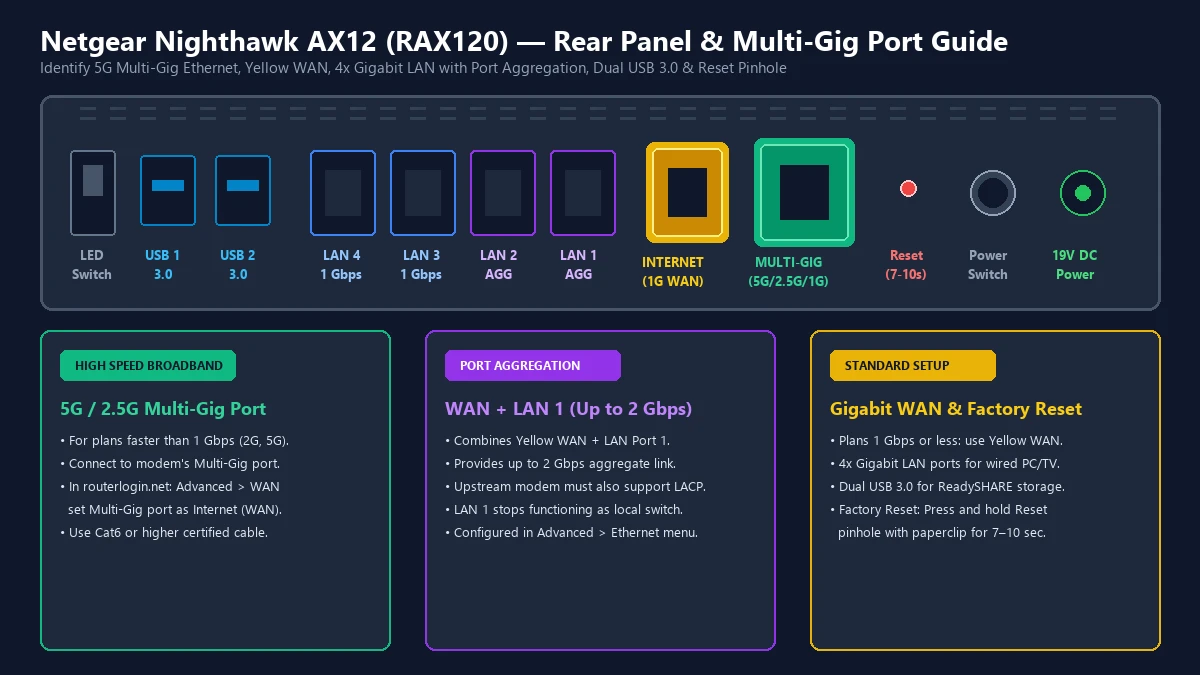 Netgear Nighthawk AX12 (RAX120) — Rear Panel & Multi-Gig Port Guide
Identify 5G Multi-Gig Ethernet, Yellow WAN, 4x Gigabit LAN with Port Aggregation, Dual USB 3.0 & Reset Pinhole
LED
Switch
USB 1
3.0
USB 2
3.0
LAN 4
1 Gbps
LAN 3
1 Gbps
LAN 2
AGG
LAN 1
AGG
INTERNET
(1G WAN)
MULTI-GIG
(5G/2.5G/1G)
Reset
(7-10s)
Power
Switch
19V DC
Power
HIGH SPEED BROADBAND
5G / 2.5G Multi-Gig Port
• For plans faster than 1 Gbps (2G, 5G).
• Connect to modem's Multi-Gig port.
• In routerlogin.net: Advanced > WAN
set Multi-Gig port as Internet (WAN).
• Use Cat6 or higher certified cable.
PORT AGGREGATION
WAN + LAN 1 (Up to 2 Gbps)
• Combines Yellow WAN + LAN Port 1.
• Provides up to 2 Gbps aggregate link.
• Upstream modem must also support LACP.
• LAN 1 stops functioning as local switch.
• Configured in Advanced > Ethernet menu.
STANDARD SETUP
Gigabit WAN & Factory Reset
• Plans 1 Gbps or less: use Yellow WAN.
• 4x Gigabit LAN ports for wired PC/TV.
• Dual USB 3.0 for ReadySHARE storage.
• Factory Reset: Press and hold Reset
pinhole with paperclip for 7–10 sec.